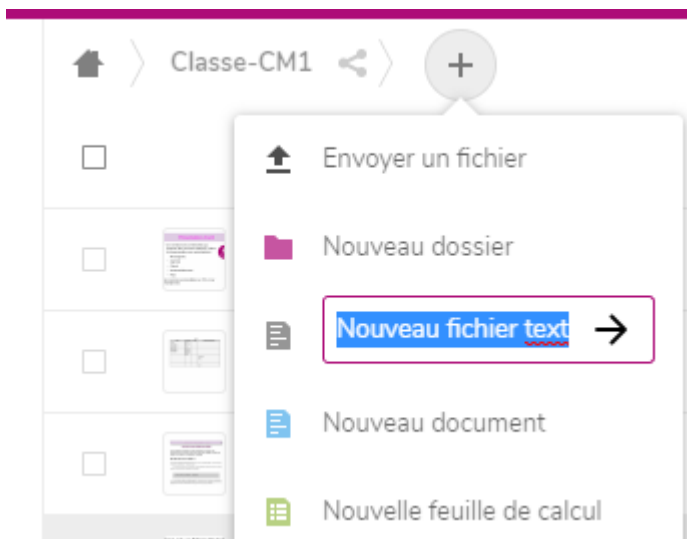 Classe-CM1
Envoyer un fichier
Nouveau dossier
Nouveau fichier text
Nouveau document
Nouvelle feuille de calcul